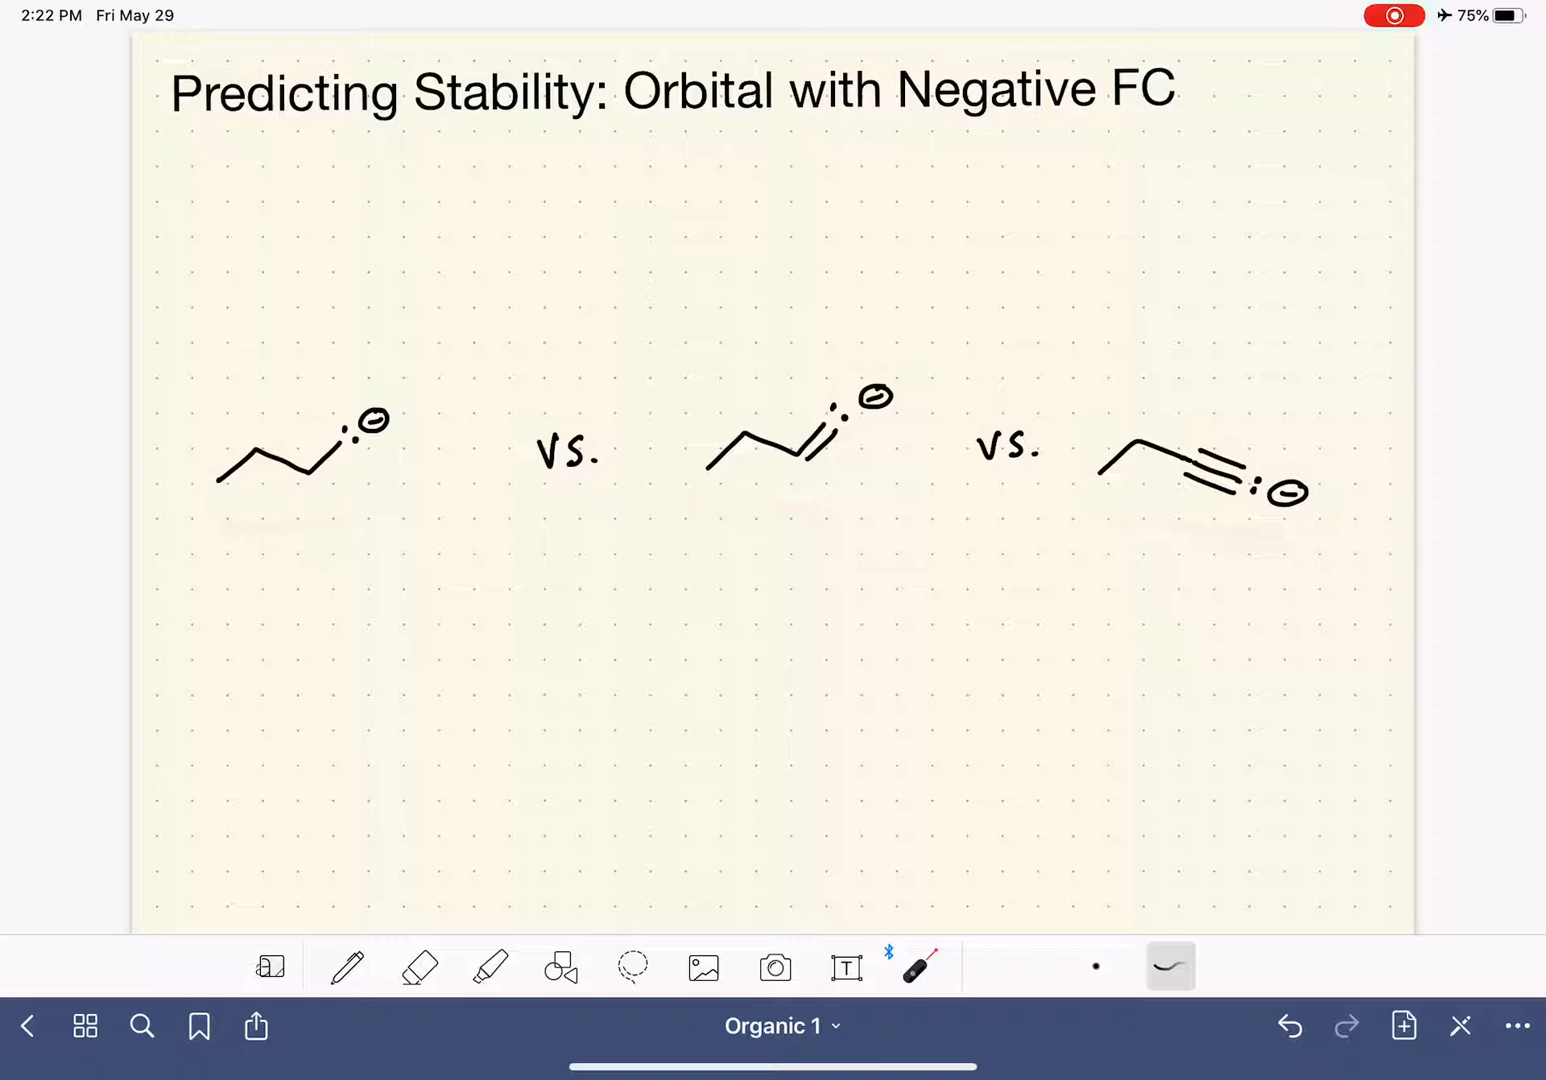 2:22 PM Fri May 29
75%
Predicting Stability: Orbital with Negative FC
vs. vs.
Organic 1